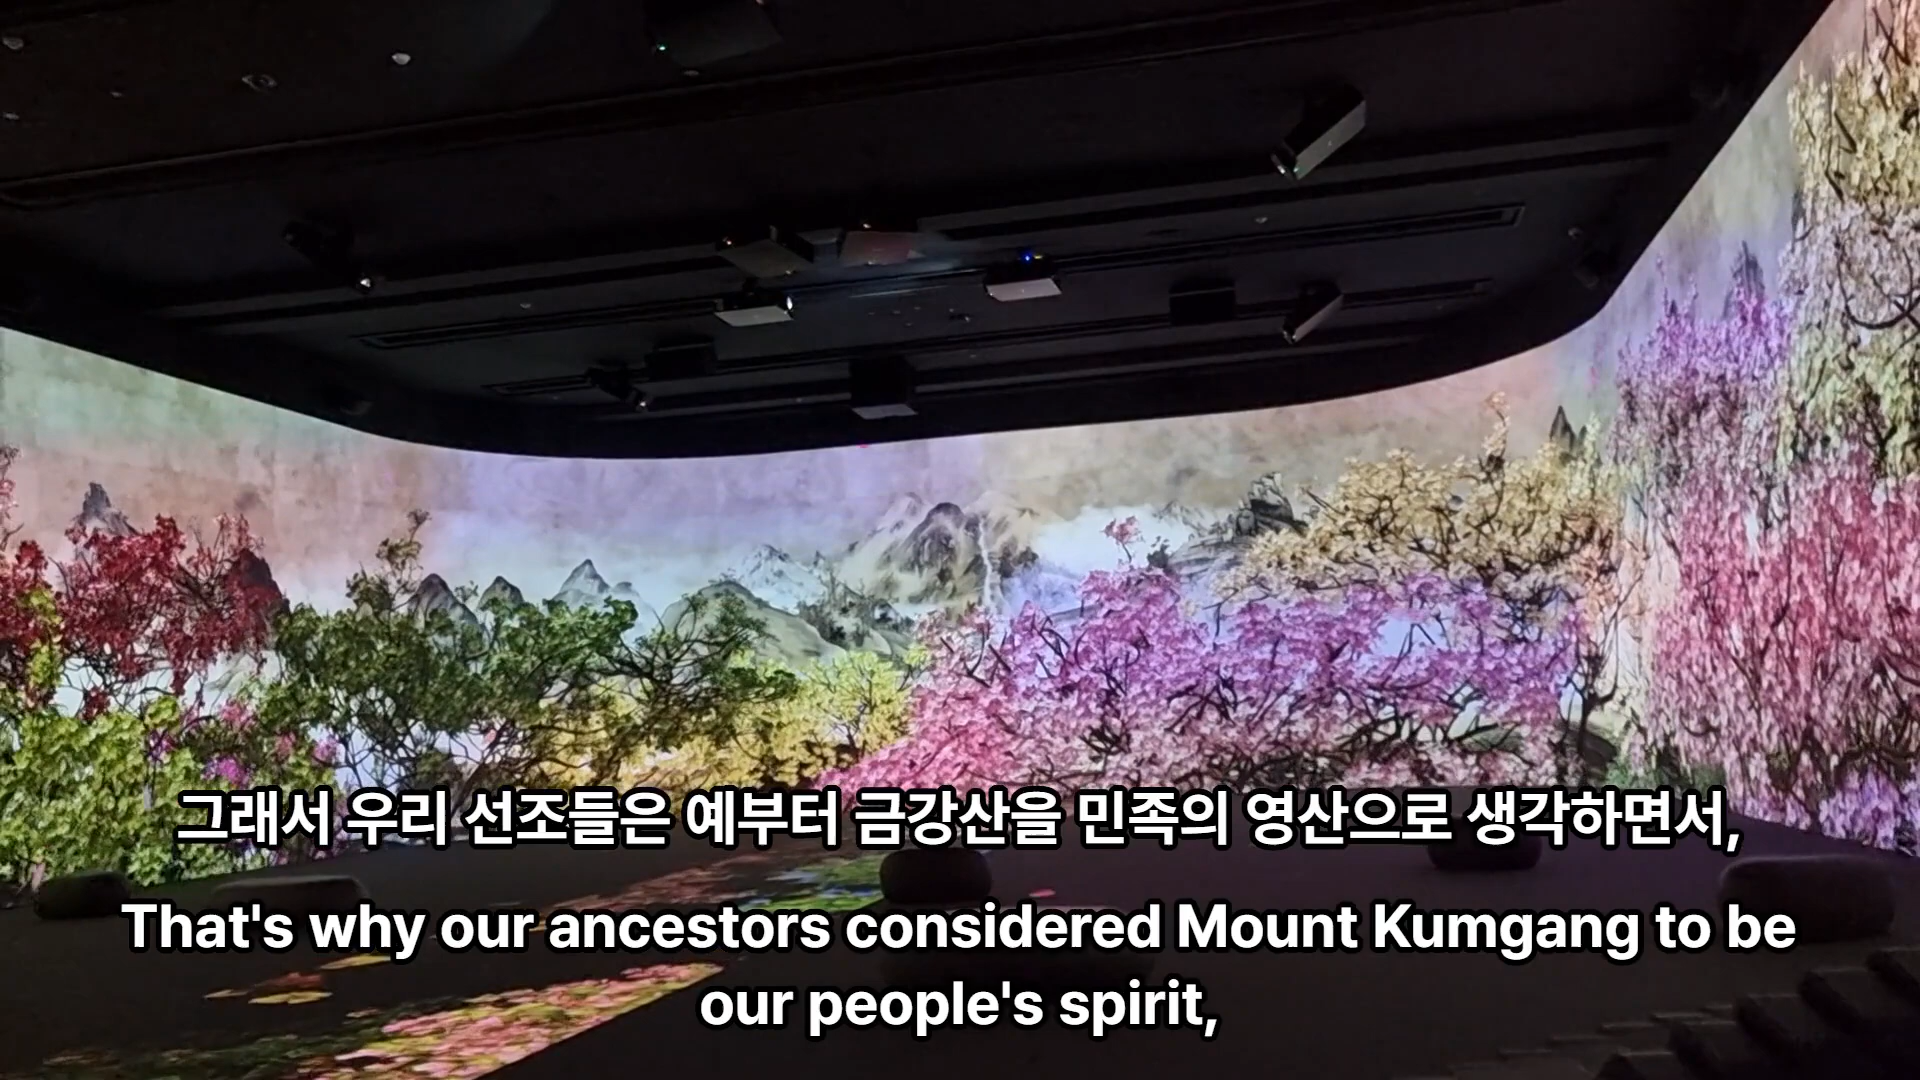 그래서 우리 선조들은 예부터 금강산을 민족의 영산으로 생각하면서,
That's why our ancestors considered Mount Kumgang to be
our people's spirit,